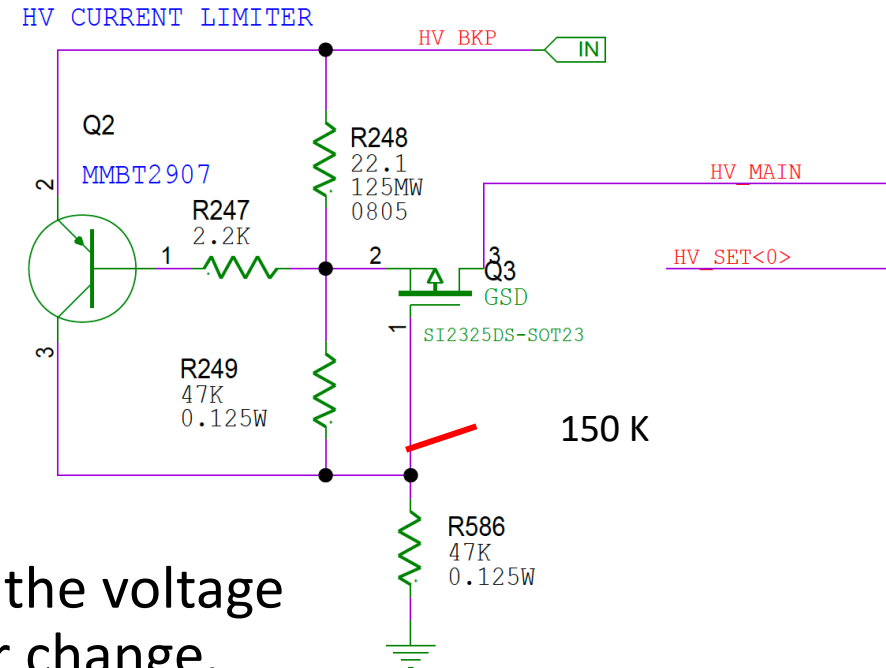 HV CURRENT LIMITER
HV_BKP
IN
Q2
MMBT2907
2
R248
22.1
125MW
0805
R247
2.2K
1
2
3
HV_MAIN
HV_SET<0>
Q3
GSD
SI2325DS-SOT23
1
3
R249
47K
0.125W
150 K
R586
47K
0.125W
the voltage
change.